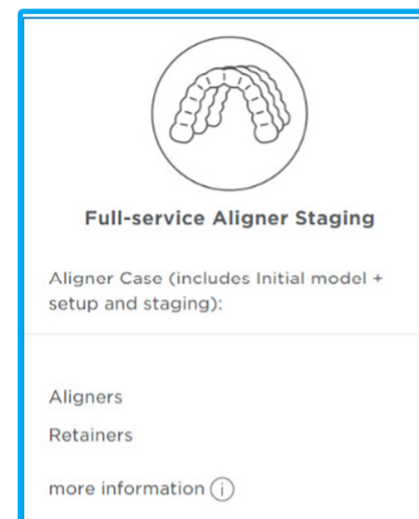 Full-service Aligner Staging
Aligner Case (includes Initial model +
setup and staging):
Aligners
Retainers
more information i